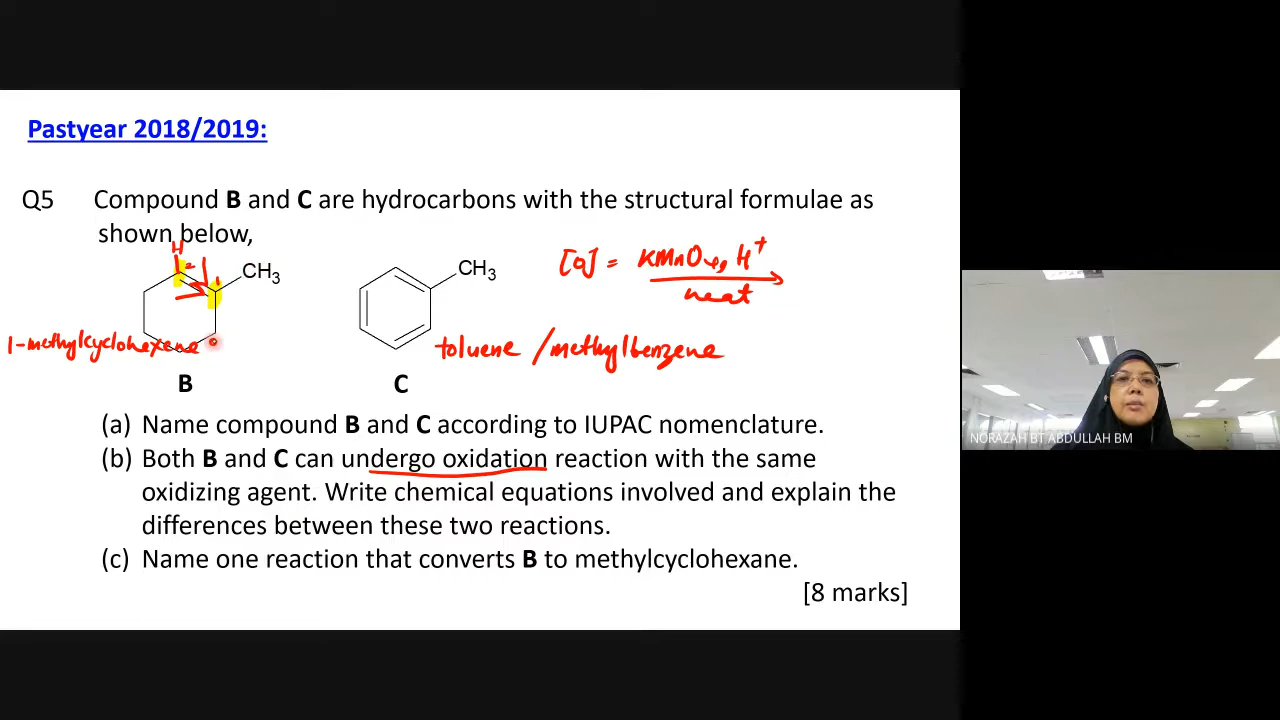 Pastyear 2018/2019:
Q5 Compound B and C are hydrocarbons with the structural formulae as
shown below,
H
2
1
CH3
CH3
[O] = KMnO4, H+
heat
1-methylcyclohexene
toluene /methylbenzene
B
C
(a) Name compound B and C according to IUPAC nomenclature.
(b) Both B and C can undergo oxidation reaction with the same
oxidizing agent. Write chemical equations involved and explain the
differences between these two reactions.
(c) Name one reaction that converts B to methylcyclohexane.
[8 marks]
NORAZAH BT ABDULLAH BM